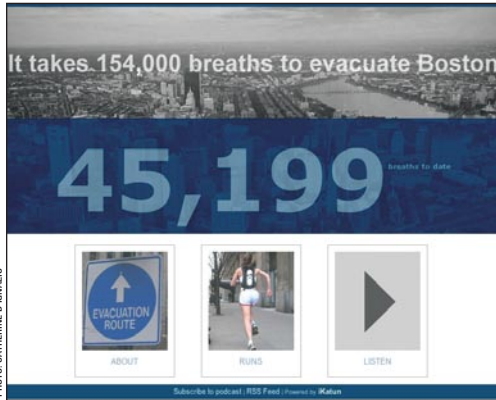 It takes 154,000 breaths to evacuate Boston
45,199
breaths to date
EVACUATION
ROUTE
ABOUT
RUNS
LISTEN
Subscribe to podcast | RSS Feed | Powered by iKatun